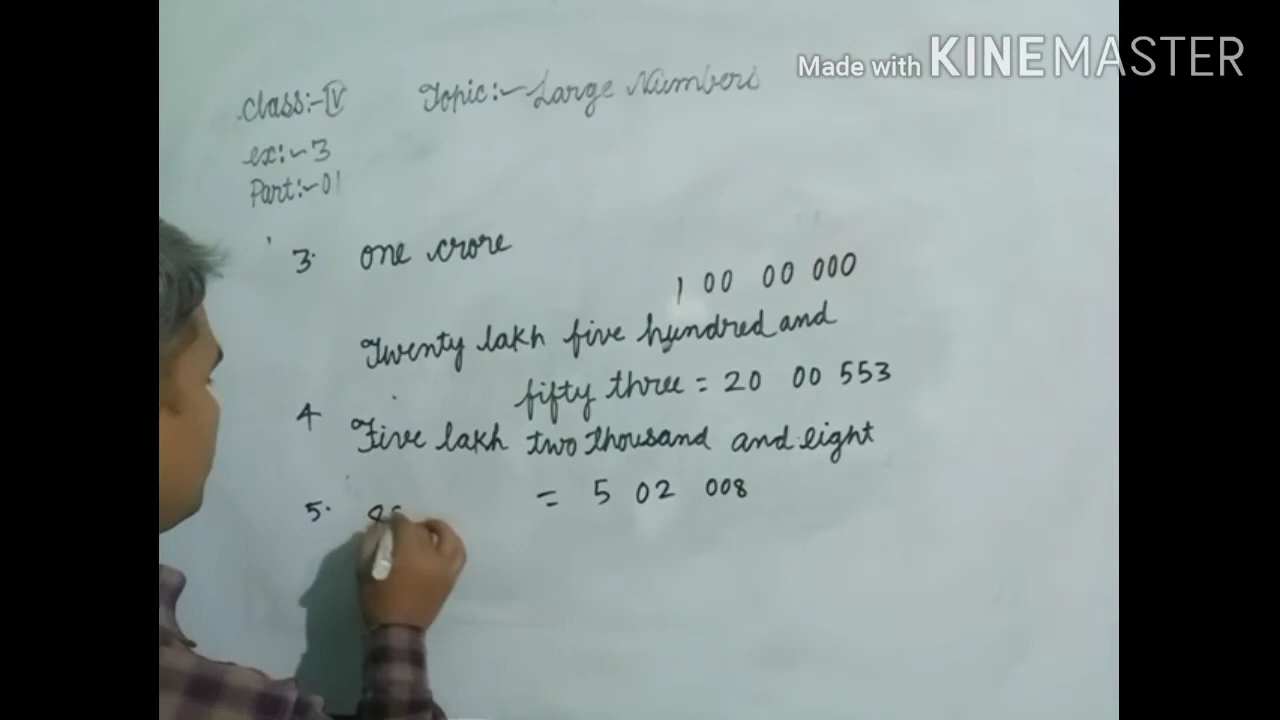 Made with KINEMASTER
Class:-IV Topic:- Large Numbers
ex:-3
Part:-01
3. one crore
1 00 00 000
Twenty lakh five hundred and
fifty three = 20 00 553
4
Five lakh two thousand and eight
= 5 02 008
5.